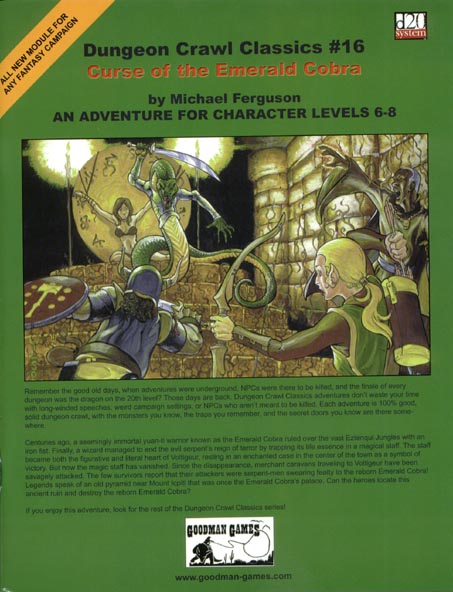 ALL NEW MODULE FOR
ANY FANTASY CAMPAIGN
d20
system
Dungeon Crawl Classics #16
Curse of the Emerald Cobra
by Michael Ferguson
AN ADVENTURE FOR CHARACTER LEVELS 6-8
Remember the good old days, when adventures were underground, NPCs were there to be killed, and the finale of every
dungeon was the dragon on the 20th level? Those days are back. Dungeon Crawl Classics adventures don't waste your time
with long-winded speeches, weird campaign settings, or NPCs who aren't meant to be killed. Each adventure is 100% good,
solid dungeon crawl, with the monsters you know, the traps you remember, and the secret doors you know are there some-
where.
Centuries ago, a seemingly immortal yuan-ti warrior known as the Emerald Cobra ruled over the vast Eztenqui Jungles with an
iron fist. Finally, a wizard managed to end the evil serpent's reign of terror by trapping its life essence in a magical staff. The staff
became both the figurative and literal heart of Voltigeur, resting in an enchanted case in the center of the town as a symbol of
victory. But now the magic staff has vanished. Since the disappearance, merchant caravans traveling to Voltigeur have been
savagely attacked. The few survivors report that their attackers were serpent-men swearing fealty to the reborn Emerald Cobra!
Legends speak of an old pyramid near Mount that was once the Emerald Cobra's palace. Can the heroes locate this
ancient ruin and destroy the reborn Emerald Cobra?
If you enjoy this adventure, look for the rest of the Dungeon Crawl Classics series!
GOODMAN GAMES
www.goodman-games.com